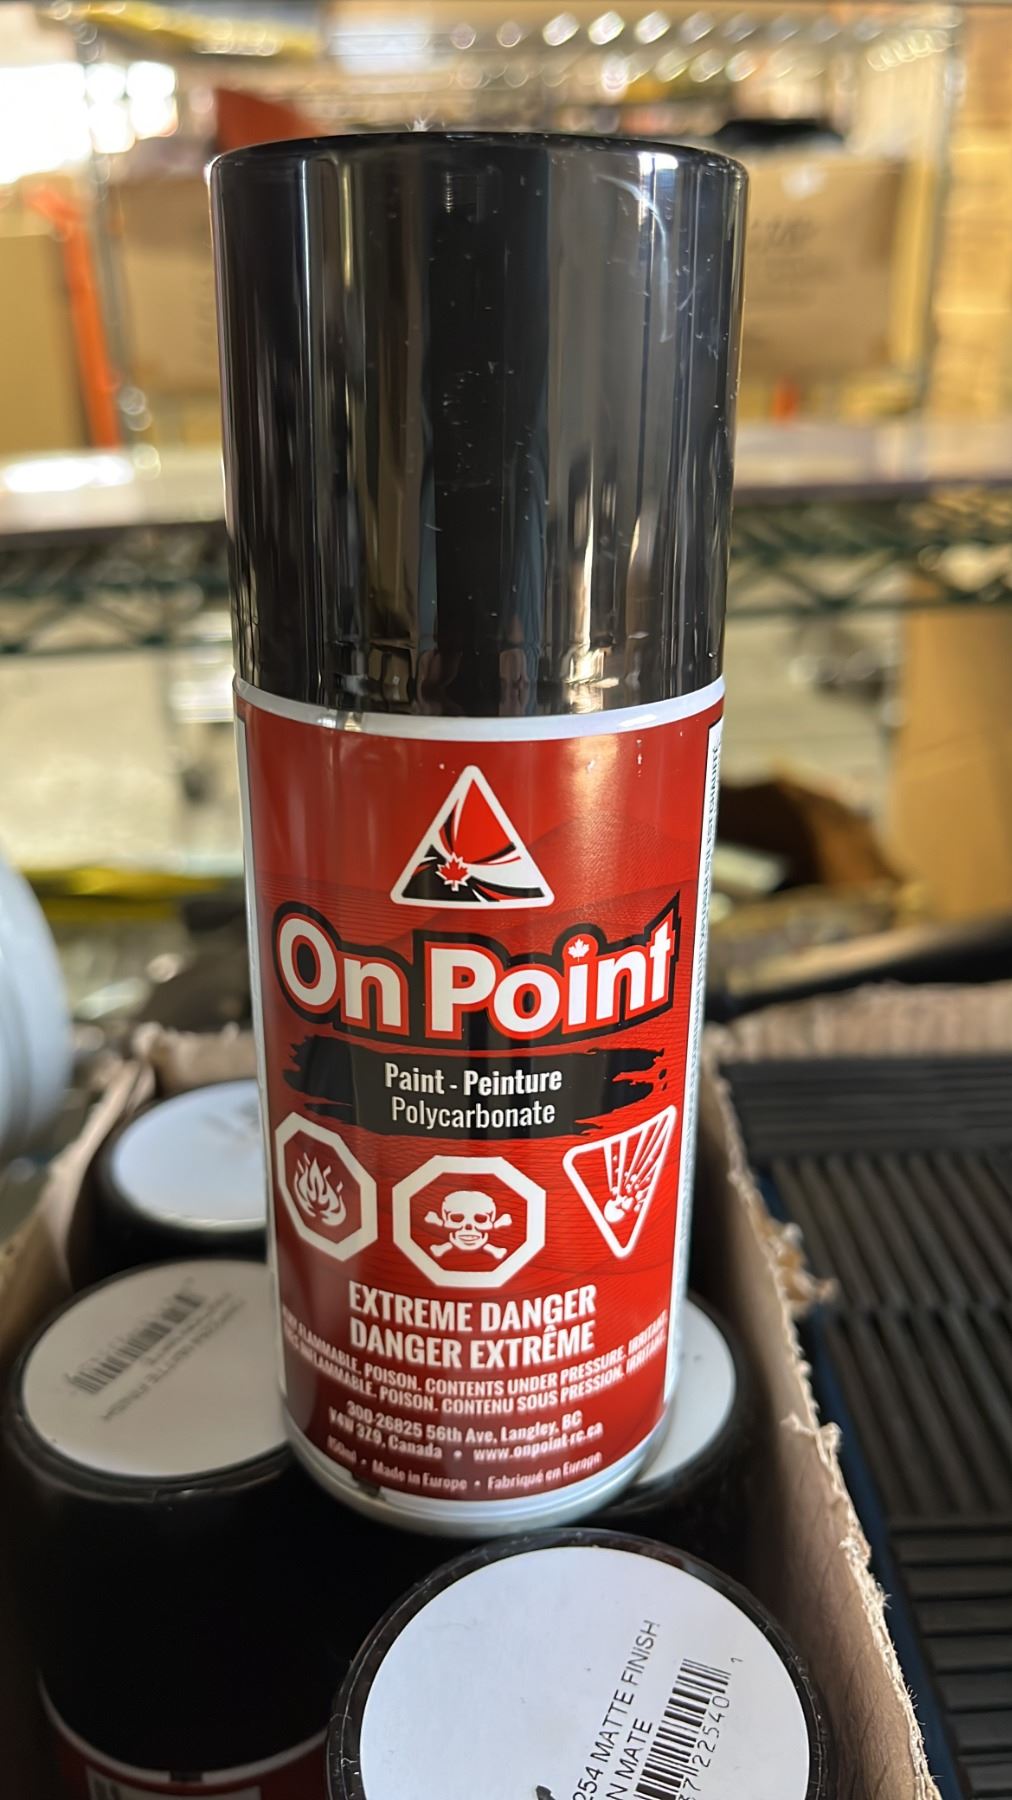 On Point
Paint - Peinture
Polycarbonate
EXTREME DANGER
DANGER EXTRÊME
FLAMMABLE, POISON. CONTENTS UNDER PRESSURE. IRRITANT.
INFLAMMABLE, POISON. CONTENU SOUS PRESSION. IRRITANT.
300 26825 56th Ave, Langley, BC
V4W 3Z9, Canada • www.onpoint-rc.ca
150ml • Made in Europe • Fabriqué en Europe
254 MATTE FINISH
N MATE